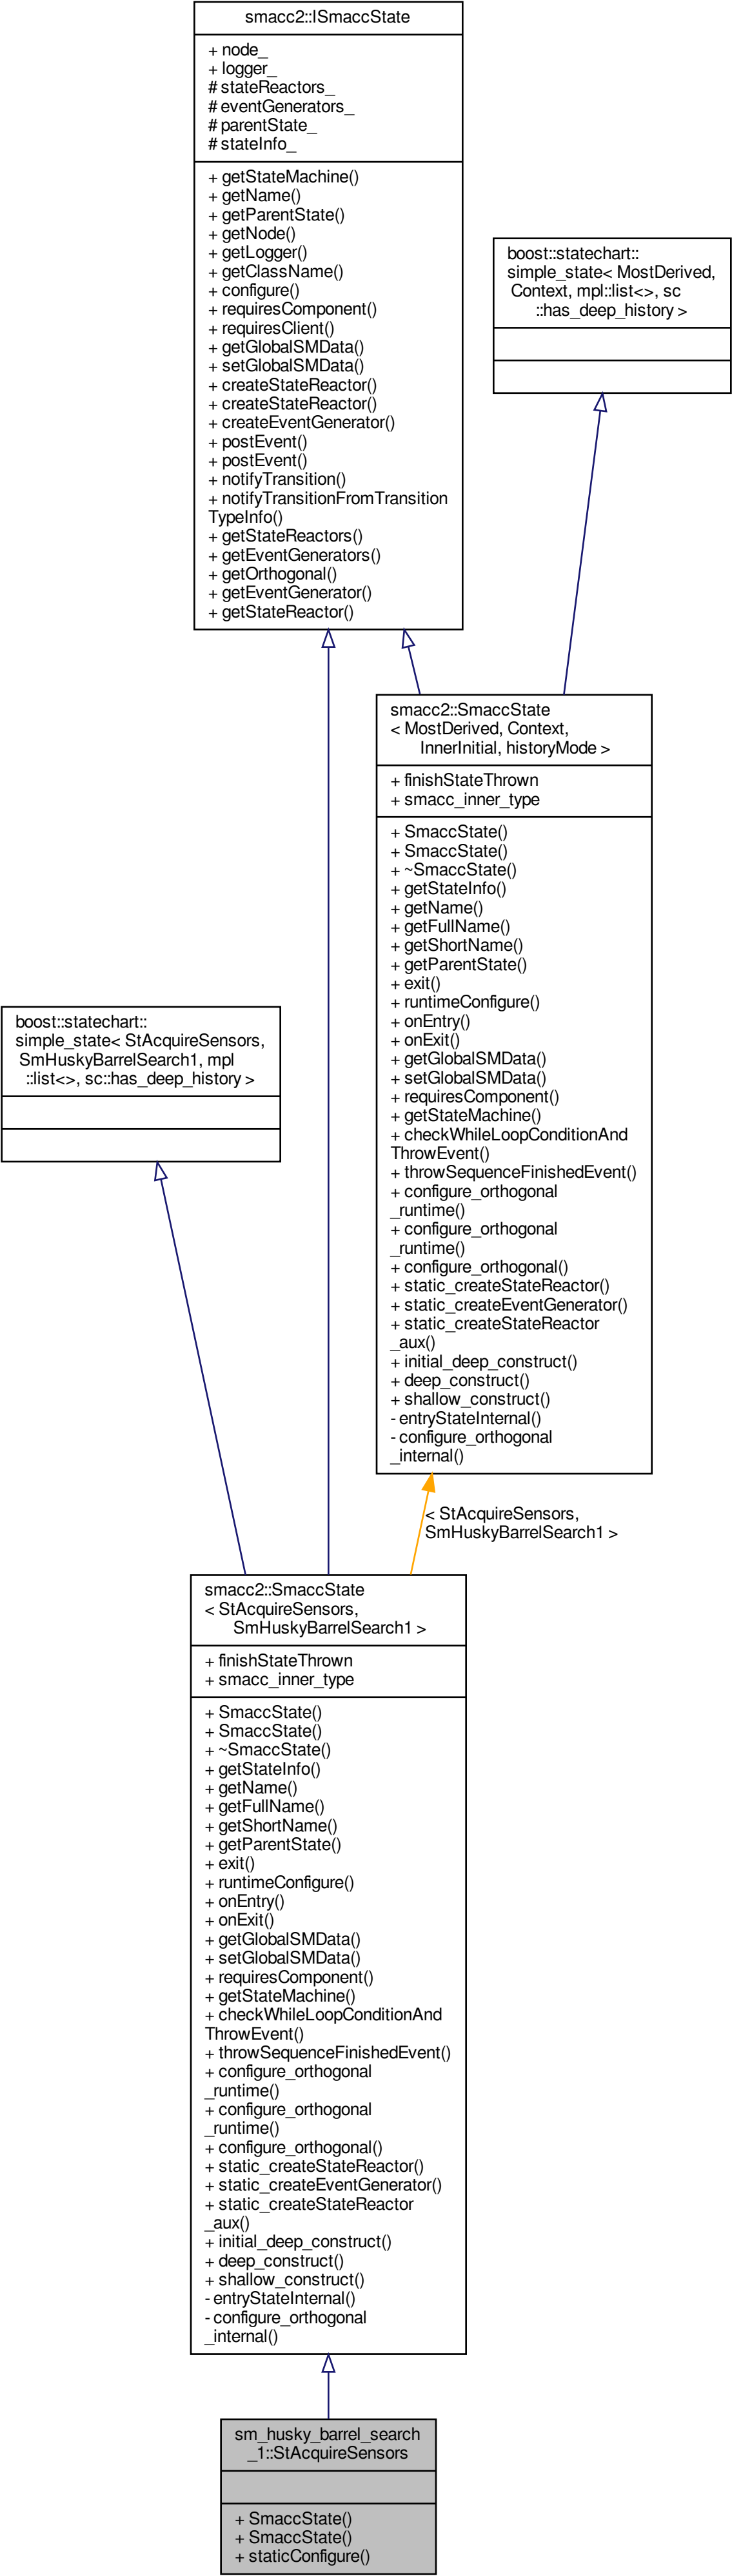 smacc2::ISmaccState
+ node_
+ logger_
# stateReactors_
# eventGenerators_
# parentState_
# stateInfo_
+ getStateMachine()
+ getName()
+ getParentState()
+ getNode()
+ getLogger()
+ getClassName()
+ configure()
+ requiresComponent()
+ requiresClient()
+ getGlobalSMData()
+ setGlobalSMData()
+ createStateReactor()
+ createStateReactor()
+ createEventGenerator()
+ postEvent()
+ postEvent()
+ notifyTransition()
+ notifyTransitionFromTransition
TypeInfo()
+ getStateReactors()
+ getEventGenerators()
+ getOrthogonal()
+ getEventGenerator()
+ getStateReactor()
boost::statechart::
simple_state< MostDerived,
Context, mpl::list<>, sc
::has_deep_history >
smacc2::SmaccState
< MostDerived, Context,
InnerInitial, historyMode >
+ finishStateThrown
+ smacc_inner_type
+ SmaccState()
+ SmaccState()
+ ~SmaccState()
+ getStateInfo()
+ getName()
+ getFullName()
+ getShortName()
+ getParentState()
+ exit()
+ runtimeConfigure()
+ onEntry()
+ onExit()
+ getGlobalSMData()
+ setGlobalSMData()
+ requiresComponent()
+ getStateMachine()
+ checkWhileLoopConditionAnd
ThrowEvent()
+ throwSequenceFinishedEvent()
+ configure_orthogonal
_runtime()
+ configure_orthogonal
_runtime()
+ configure_orthogonal()
+ static_createStateReactor()
+ static_createEventGenerator()
+ static_createStateReactor
_aux()
+ initial_deep_construct()
+ deep_construct()
+ shallow_construct()
- entryStateInternal()
- configure_orthogonal
_internal()
boost::statechart::
simple_state< StAcquireSensors,
SmHuskyBarrelSearch1, mpl
::list<>, sc::has_deep_history >
< StAcquireSensors,
SmHuskyBarrelSearch1 >
smacc2::SmaccState
< StAcquireSensors,
SmHuskyBarrelSearch1 >
+ finishStateThrown
+ smacc_inner_type
+ SmaccState()
+ SmaccState()
+ ~SmaccState()
+ getStateInfo()
+ getName()
+ getFullName()
+ getShortName()
+ getParentState()
+ exit()
+ runtimeConfigure()
+ onEntry()
+ onExit()
+ getGlobalSMData()
+ setGlobalSMData()
+ requiresComponent()
+ getStateMachine()
+ checkWhileLoopConditionAnd
ThrowEvent()
+ throwSequenceFinishedEvent()
+ configure_orthogonal
_runtime()
+ configure_orthogonal
_runtime()
+ configure_orthogonal()
+ static_createStateReactor()
+ static_createEventGenerator()
+ static_createStateReactor
_aux()
+ initial_deep_construct()
+ deep_construct()
+ shallow_construct()
- entryStateInternal()
- configure_orthogonal
_internal()
sm_husky_barrel_search
_1::StAcquireSensors
+ SmaccState()
+ SmaccState()
+ staticConfigure()